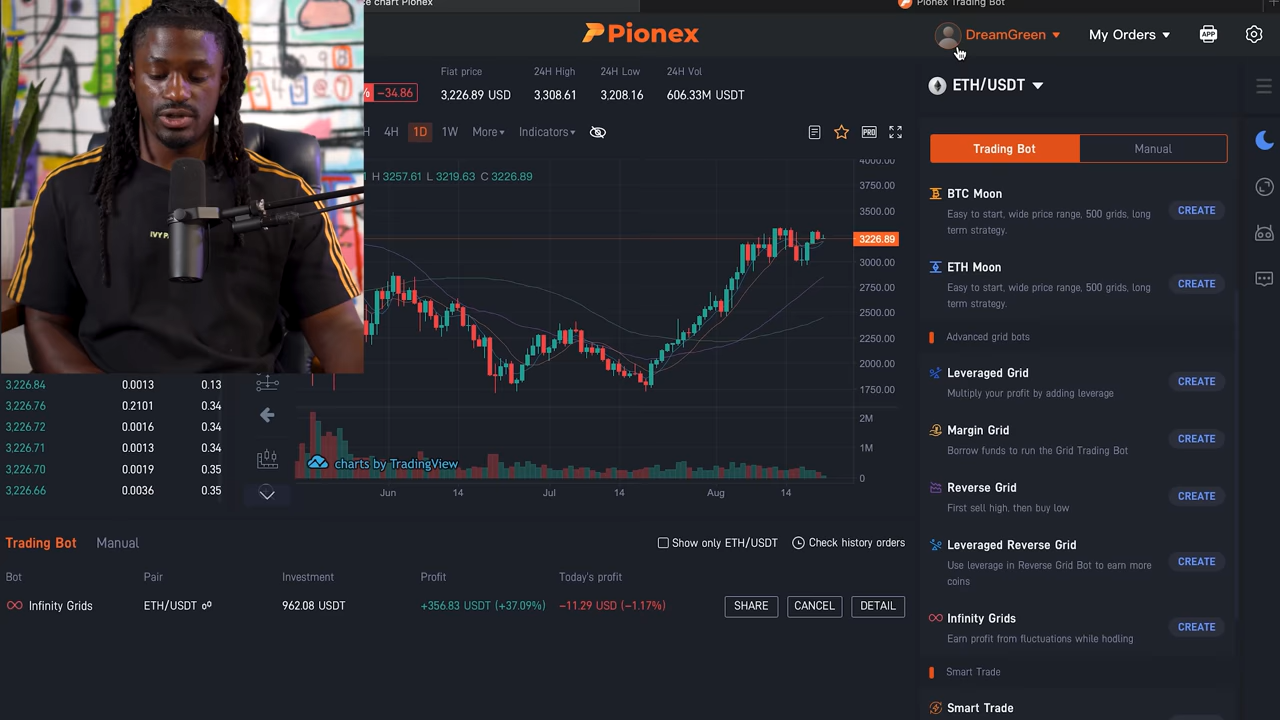 ce chart Pionex
Pionex Trading Bot
Pionex
DreamGreen
My Orders
APP
% −34.86
Fiat price
3,226.89 USD
24H High
3,308.61
24H Low
3,208.16
24H Vol
606.33M USDT
ETH/USDT
H 4H 1D 1W More Indicators
PRO
Trading Bot
Manual
H 3257.61 L 3219.63 C 3226.89
4000.00
3750.00
3500.00
3226.89
3000.00
2750.00
2500.00
2250.00
2000.00
1750.00
2M
1M
0
IVY PA
BTC Moon
Easy to start, wide price range, 500 grids, long
term strategy.
CREATE
ETH Moon
Easy to start, wide price range, 500 grids, long
term strategy.
CREATE
Advanced grid bots
Leveraged Grid
Multiply your profit by adding leverage
CREATE
Margin Grid
Borrow funds to run the Grid Trading Bot
CREATE
Reverse Grid
First sell high, then buy low
CREATE
Leveraged Reverse Grid
Use leverage in Reverse Grid Bot to earn more
coins
CREATE
Infinity Grids
Earn profit from fluctuations while hodling
CREATE
Smart Trade
Smart Trade
3,226.84 0.0013 0.13
3,226.76 0.2101 0.34
3,226.72 0.0016 0.34
3,226.71 0.0013 0.34
3,226.70 0.0019 0.35
3,226.66 0.0036 0.35
charts by TradingView
Jun 14 Jul 14 Aug 14
Trading Bot Manual
Show only ETH/USDT
Check history orders
Bot Pair Investment Profit Today's profit
Infinity Grids ETH/USDT 962.08 USDT +356.83 USDT (+37.09%) −11.29 USD (−1.17%) SHARE CANCEL DETAIL